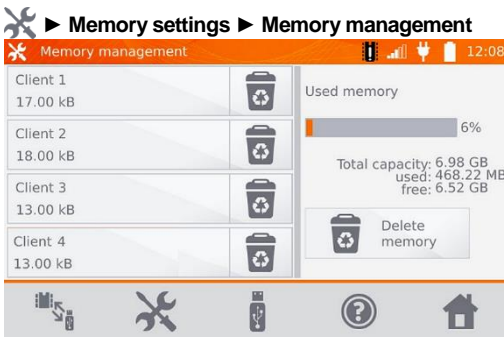 ► Memory settings ► Memory management
Memory management 12:08
Client 1
17.00 kB
Client 2
18.00 kB
Client 3
13.00 kB
Client 4
13.00 kB
Used memory
6%
Total capacity: 6.98 GB
used: 468.22 MB
free: 6.52 GB
Delete
memory